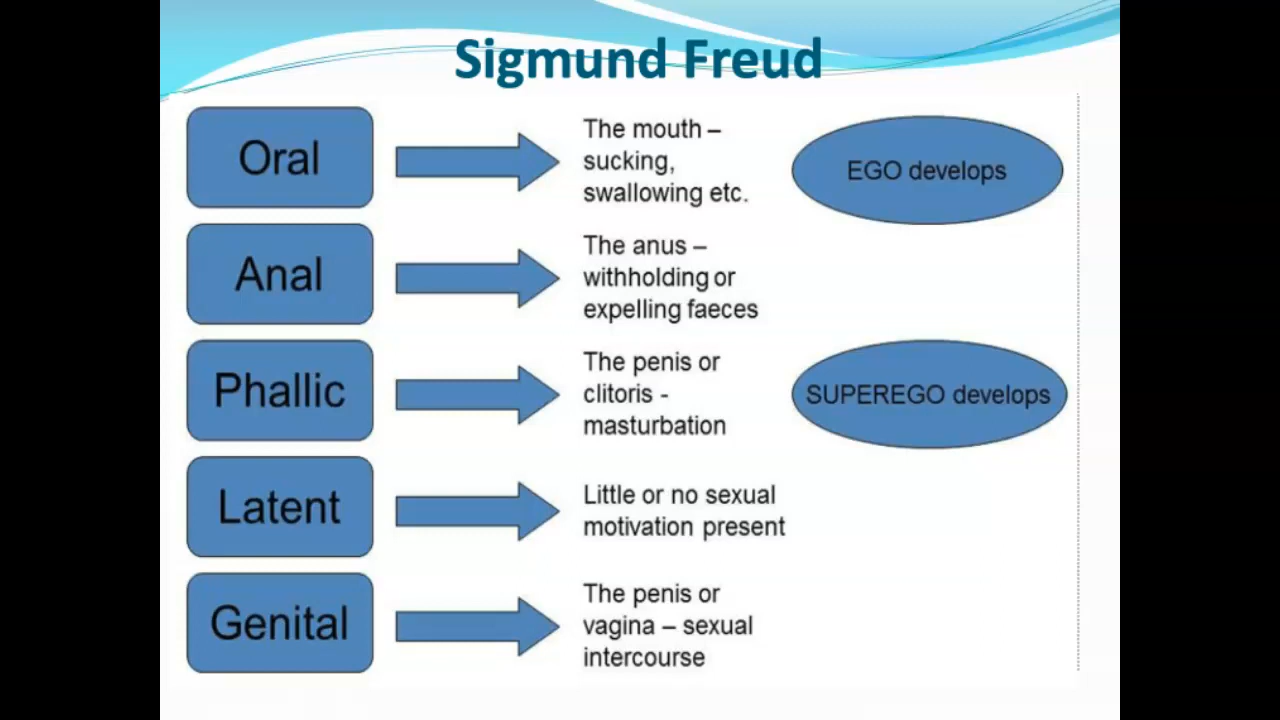 Sigmund Freud
Oral
The mouth –
sucking,
swallowing etc.
EGO develops
Anal
The anus –
withholding or
expelling faeces
Phallic
The penis or
clitoris -
masturbation
SUPEREGO develops
Latent
Little or no sexual
motivation present
Genital
The penis or
vagina – sexual
intercourse